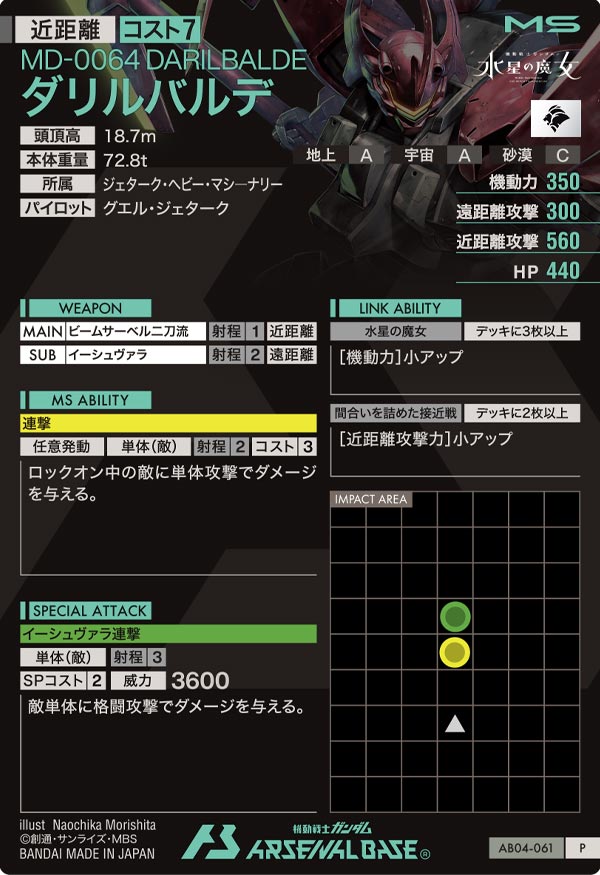 近距離 コスト7 MS
MD-0064 DARILBALDE
ダリルバルデ
機動戦士ガンダム
水星の魔女
頭頂高 18.7m
本体重量 72.8t
所属 ジェターク・ヘビー・マシーナリー
パイロット グエル・ジェターク
地上 A 宇宙 A 砂漠 C
機動力 350
遠距離攻撃 300
近距離攻撃 560
HP 440
WEAPON
MAIN ビームサーベル二刀流 射程 1 近距離
SUB イーシュヴァラ 射程 2 遠距離
MS ABILITY
連撃
任意発動 単体(敵) 射程 2 コスト 3
ロックオン中の敵に単体攻撃でダメージ
を与える。
SPECIAL ATTACK
イーシュヴァラ連撃
単体(敵) 射程 3
SPコスト 2 威力 3600
敵単体に格闘攻撃でダメージを与える。
LINK ABILITY
水星の魔女 デッキに3枚以上
[機動力]小アップ
間合いを詰めた接近戦 デッキに2枚以上
[近距離攻撃力]小アップ
IMPACT AREA
illust Naochika Morishita
©創通・サンライズ・MBS
BANDAI MADE IN JAPAN
AB 機動戦士ガンダム
ARSENAL BASE®
AB04-061 P